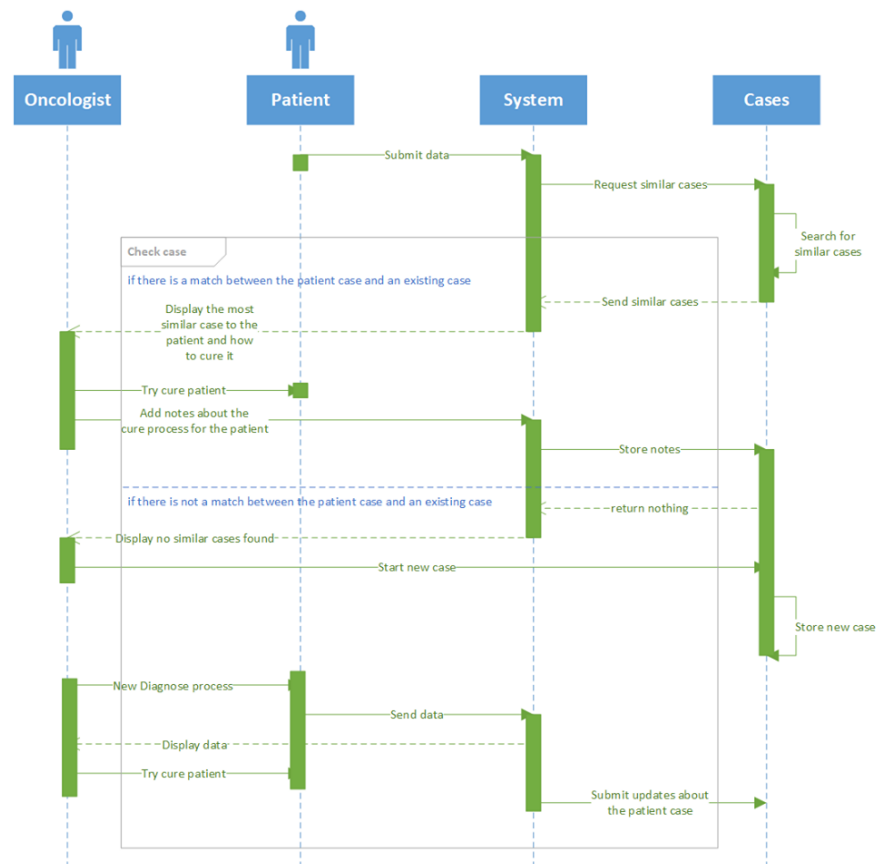 Oncologist
Patient
System
Cases
Submit data
Request similar cases
Search for
similar cases
Check case
if there is a match between the patient case and an existing case
Send similar cases
Display the most
similar case to the
patient and how
to cure it
Try cure patient
Add notes about the
cure process for the patient
Store notes
if there is not a match between the patient case and an existing case
return nothing
Display no similar cases found
Start new case
Store new case
New Diagnose process
Send data
Display data
Try cure patient
Submit updates about
the patient case